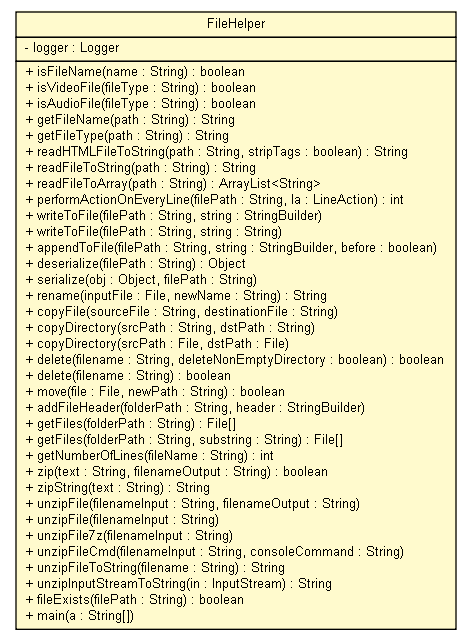 FileHelper
- logger : Logger
+ isFileName(name : String) : boolean
+ isVideoFile(fileType : String) : boolean
+ isAudioFile(fileType : String) : boolean
+ getFileName(path : String) : String
+ getFileType(path : String) : String
+ readHTMLFileToString(path : String, stripTags : boolean) : String
+ readFileToString(path : String) : String
+ readFileToArray(path : String) : ArrayList<String>
+ performActionOnEveryLine(filePath : String, la : LineAction) : int
+ writeToFile(filePath : String, string : StringBuilder)
+ writeToFile(filePath : String, string : String)
+ appendToFile(filePath : String, string : StringBuilder, before : boolean)
+ deserialize(filePath : String) : Object
+ serialize(obj : Object, filePath : String)
+ rename(inputFile : File, newName : String) : String
+ copyFile(sourceFile : String, destinationFile : String)
+ copyDirectory(srcPath : String, dstPath : String)
+ copyDirectory(srcPath : File, dstPath : File)
+ delete(filename : String, deleteNonEmptyDirectory : boolean) : boolean
+ delete(filename : String) : boolean
+ move(file : File, newPath : String) : boolean
+ addFileHeader(folderPath : String, header : StringBuilder)
+ getFiles(folderPath : String) : File[]
+ getFiles(folderPath : String, substring : String) : File[]
+ getNumberOfLines(fileName : String) : int
+ zip(text : String, filenameOutput : String) : boolean
+ zipString(text : String) : String
+ unzipFile(filenameInput : String, filenameOutput : String)
+ unzipFile(filenameInput : String)
+ unzipFile7z(filenameInput : String)
+ unzipFileCmd(filenameInput : String, consoleCommand : String)
+ unzipFileToString(filename : String) : String
+ unzipInputStreamToString(in : InputStream) : String
+ fileExists(filePath : String) : boolean
+ main(a : String[])